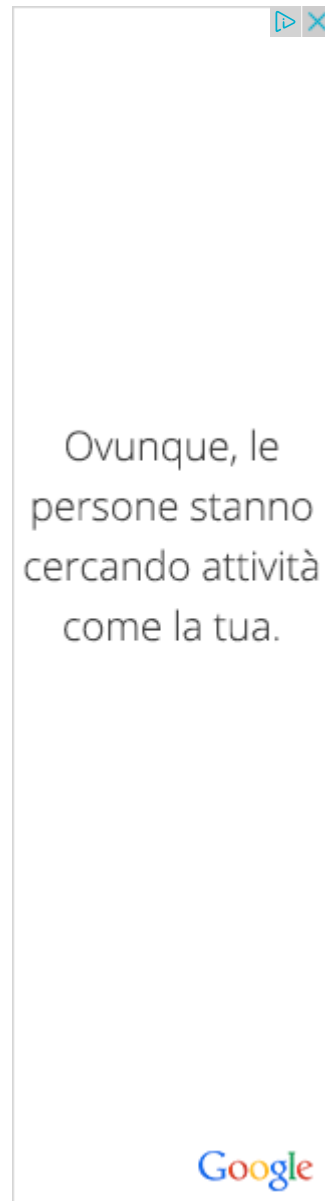 Ovunque, le
persone stanno
cercando attività
come la tua.
Google